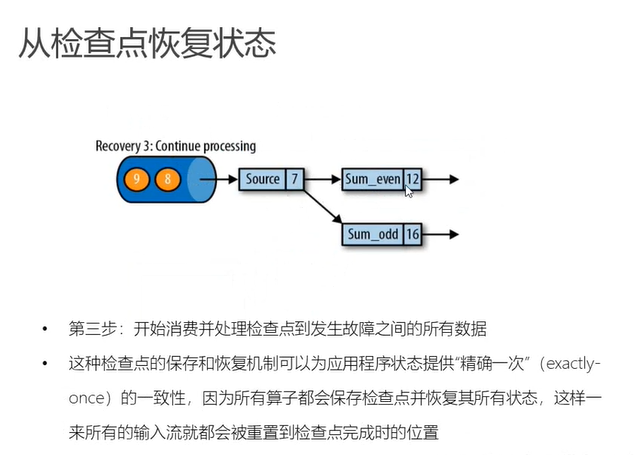 从检查点恢复状态
Recovery 3: Continue processing
9 8 Source 7 Sum_even 12
Sum_odd 16
• 第三步：开始消费并处理检查点到发生故障之间的所有数据
• 这种检查点的保存和恢复机制可以为应用程序状态提供“精确一次”（exactly-
once）的一致性，因为所有算子都会保存检查点并恢复其所有状态，这样一
来所有的输入流就都会被重置到检查点完成时的位置